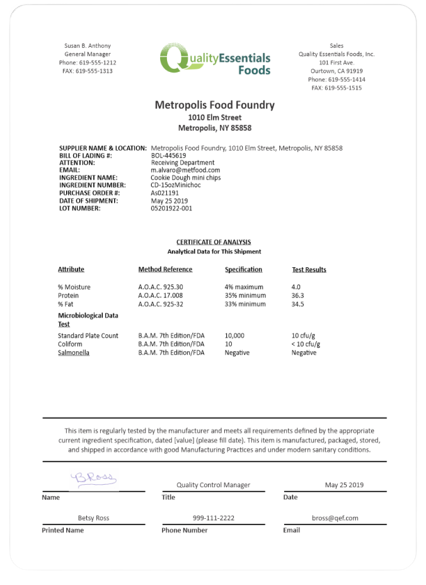 Susan B. Anthony
General Manager
Phone: 619-555-1212
FAX: 619-555-1313
QualityEssentials
Foods
Sales
Quality Essential Foods, Inc.
101 First Ave.
Ourtown, CA 91919
Phone: 619-555-1414
FAX: 619-555-1515
Metropolis Food Foundry
1010 Elm Street
Metropolis, NY 85858
SUPPLIER NAME & LOCATION: Metropolis Food Foundry, 1010 Elm Street, Metropolis, NY 85858
BILL OF LADING #: BOL-445619
ATTENTION: Receiving Department
EMAIL: m.alvaro@metfood.com
INGREDIENT NAME: Cookie Dough mini chips
INGREDIENT NUMBER: CD-15ozMinichoc
PURCHASE ORDER #: As021191
DATE OF SHIPMENT: May 25 2019
LOT NUMBER: 05201922-001
CERTIFICATE OF ANALYSIS
Analytical Data for This Shipment
Attribute Method Reference Specification Test Results
% Moisture A.O.A.C. 925.30 4% maximum 4.0
Protein A.O.A.C. 17.008 35% minimum 36.3
% Fat A.O.A.C. 925-32 33% minimum 34.5
Microbiological Data
Test
Standard Plate Count B.A.M. 7th Edition/FDA 10,000 10 cfu/g
Coliform B.A.M. 7th Edition/FDA 10 < 10 cfu/g
Salmonella B.A.M. 7th Edition/FDA Negative Negative
This item is regularly tested by the manufacturer and meets all requirements defined by the appropriate
current ingredient specification, dated [value] (please fill date). This item is manufactured, packaged, stored,
and shipped in accordance with good Manufacturing Practices and under modern sanitary conditions.
B Ross Quality Control Manager May 25 2019
Name Title Date
Betsy Ross 999-111-2222 bross@qef.com
Printed Name Phone Number Email